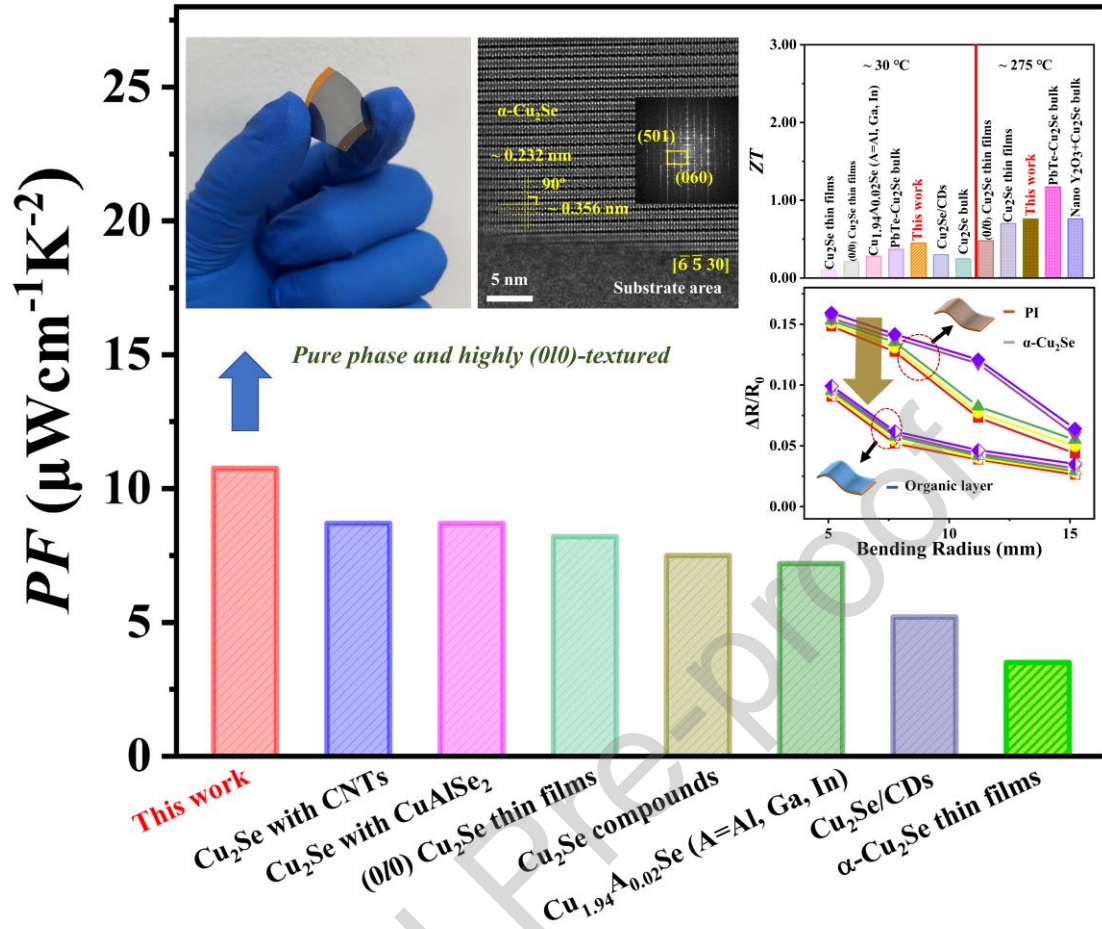 PF (μWcm⁻¹K⁻²)
25
20
15
10
5
0
α-Cu₂Se
~ 0.232 nm
90°
~ 0.356 nm
(501)
(060)
[6̅ 5̅ 30]
5 nm
Substrate area
Pure phase and highly (0l0)-textured
ZT
3.00
2.00
1.00
0.00
~ 30 °C
~ 275 °C
Cu₂Se thin films
(0l0) Cu₂Se thin films
Cu₁.₉₄A₀.₀₂Se (A=Al, Ga, In)
PbTe-Cu₂Se bulk
This work
Cu₂Se/CDs
Cu₂Se bulk
(0l0) Cu₂Se thin films
Cu₂Se thin films
This work
PbTe-Cu₂Se bulk
Nano Y₂O₃+Cu₂Se bulk
ΔR/R₀
0.15
0.10
0.05
0.00
PI
α-Cu₂Se
Organic layer
5
10
15
Bending Radius (mm)
This work
Cu₂Se with CNTs
Cu₂Se with CuAlSe₂
(0l0) Cu₂Se thin films
Cu₂Se compounds
Cu₁.₉₄A₀.₀₂Se (A=Al, Ga, In)
Cu₂Se/CDs
α-Cu₂Se thin films
Pre-proof